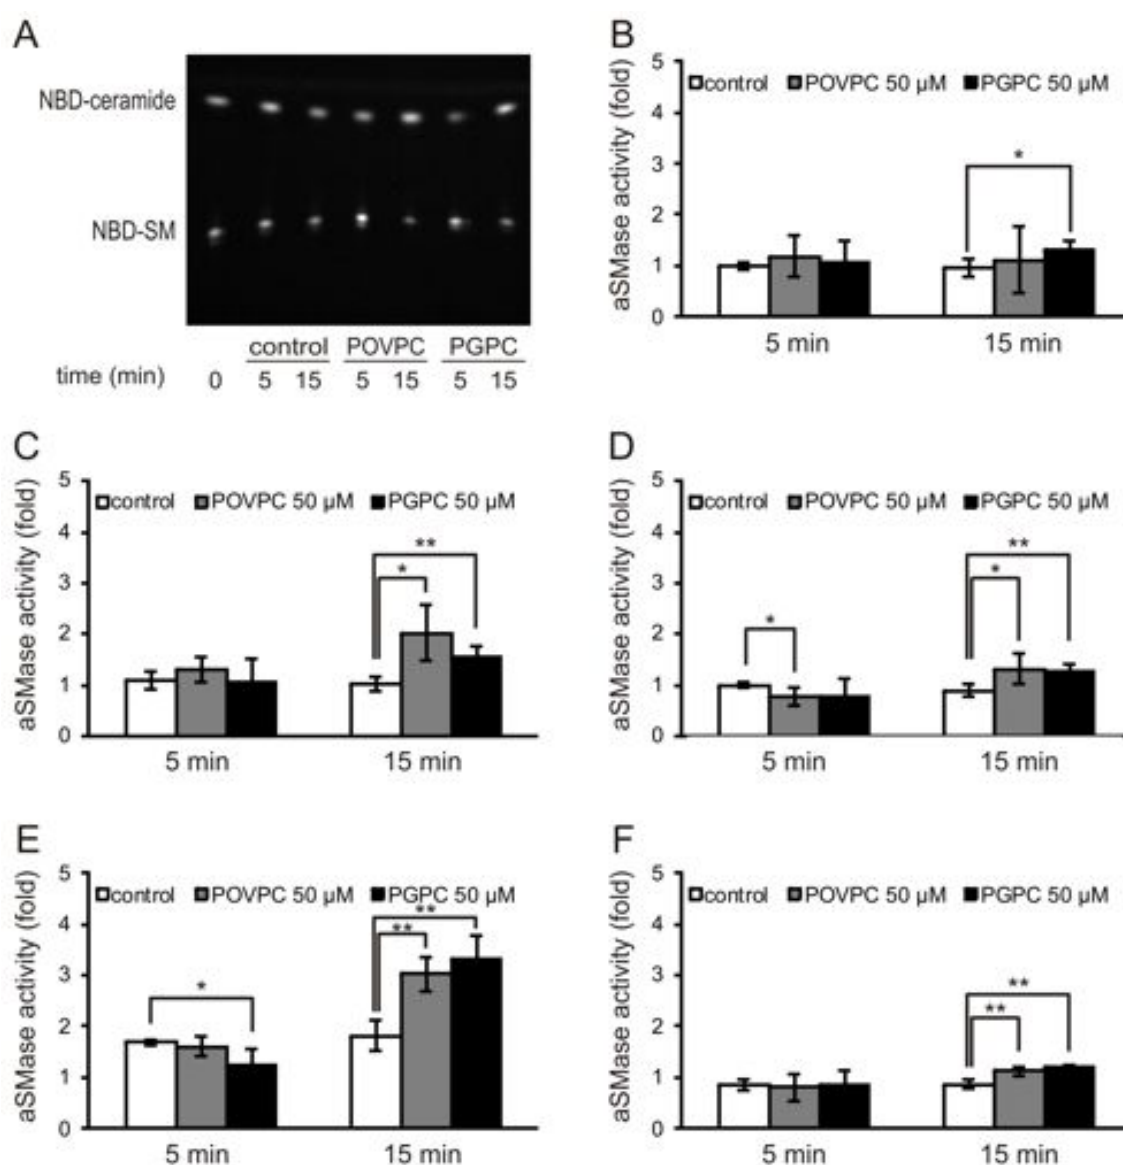 A
NBD-ceramide
NBD-SM
control POVPC PGPC
time (min) 0 5 15 5 15 5 15
B
aSMase activity (fold)
5
4
3
2
1
0
control POVPC 50 µM PGPC 50 µM
*
5 min 15 min
C
aSMase activity (fold)
5
4
3
2
1
0
control POVPC 50 µM PGPC 50 µM
**
*
5 min 15 min
D
aSMase activity (fold)
5
4
3
2
1
0
control POVPC 50 µM PGPC 50 µM
**
*
*
5 min 15 min
E
aSMase activity (fold)
5
4
3
2
1
0
control POVPC 50 µM PGPC 50 µM
**
**
*
5 min 15 min
F
aSMase activity (fold)
5
4
3
2
1
0
control POVPC 50 µM PGPC 50 µM
**
**
5 min 15 min